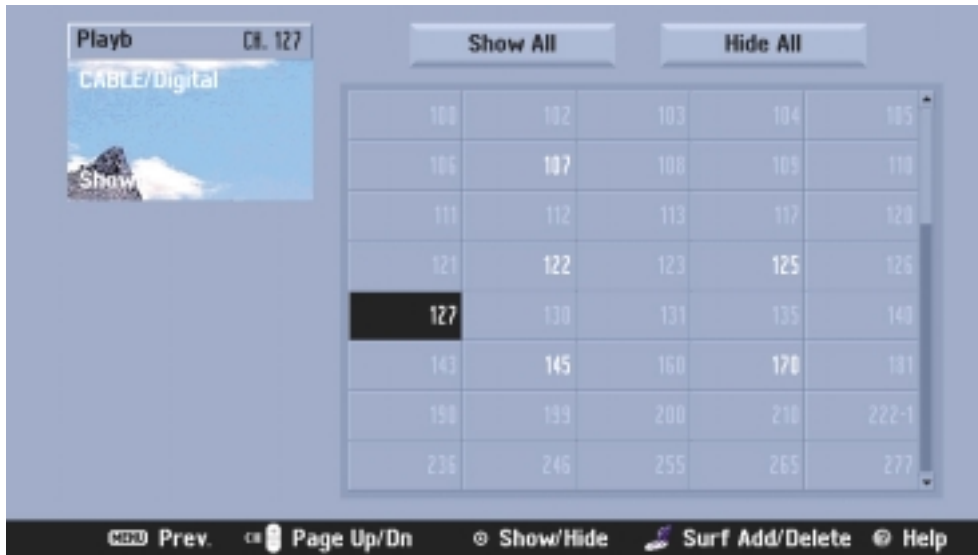 Playb CH. 127
Show All Hide All
CABLE/Digital
Show
100 102 103 104 105
106 107 108 109 110
111 112 113 117 120
121 122 123 125 126
127 130 131 135 140
143 145 160 170 181
198 199 200 210 222-1
236 246 255 265 277
MENU Prev. CH Page Up/Dn Show/Hide Surf Add/Delete Help